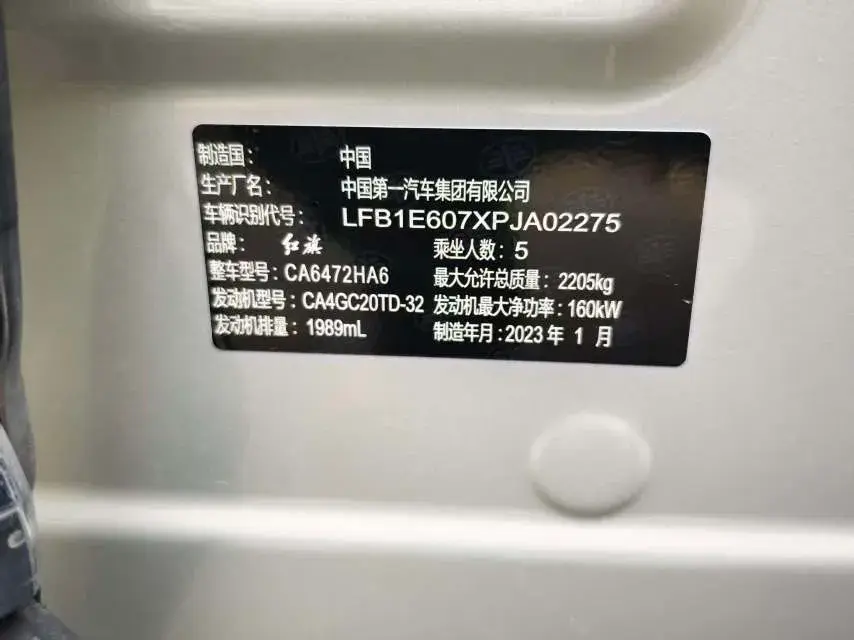 制造国： 中国
生产厂名： 中国第一汽车集团有限公司
车辆识别代号： LFB1E607XPJA02275
品牌： 红旗 乘坐人数：5
整车型号：CA6472HA6 最大允许总质量：2205kg
发动机型号：CA4GC20TD-32 发动机最大净功率：160kW
发动机排量：1989mL 制造年月：2023 年 1 月